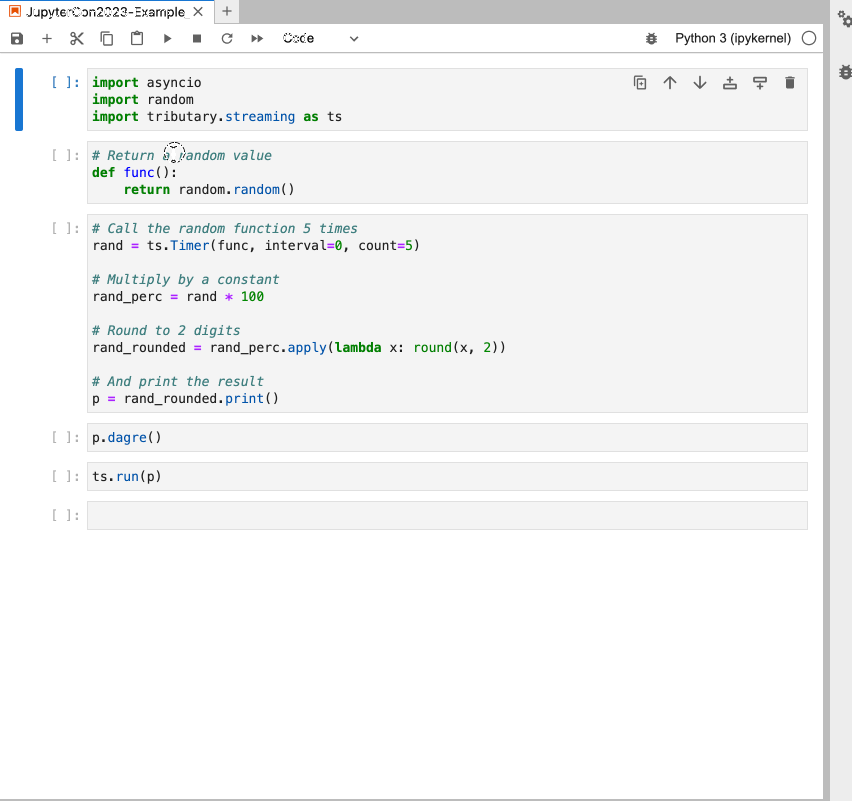 JupyterCon2023-Example_
Code
Python 3 (ipykernel)
[ ]: import asyncio
import random
import tributary.streaming as ts
[ ]: # Return a random value
def func():
    return random.random()
[ ]: # Call the random function 5 times
rand = ts.Timer(func, interval=0, count=5)
# Multiply by a constant
rand_perc = rand * 100
# Round to 2 digits
rand_rounded = rand_perc.apply(lambda x: round(x, 2))
# And print the result
p = rand_rounded.print()
[ ]: p.dagre()
[ ]: ts.run(p)
[ ]: